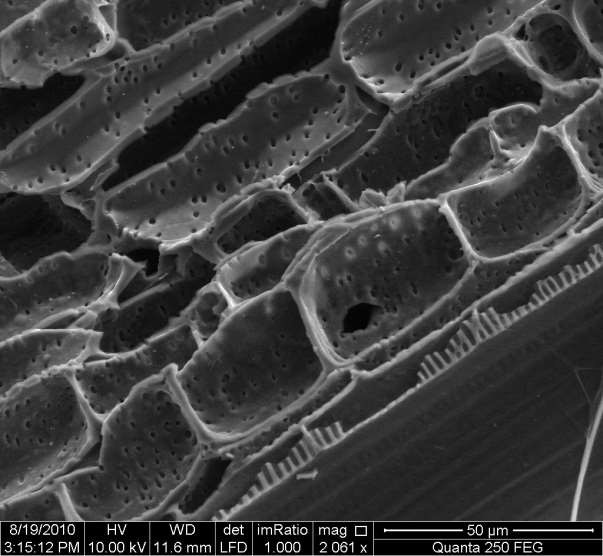 8/19/2010 HV WD det imRatio mag □ 50 µm
3:15:12 PM 10.00 kV 11.6 mm LFD 1.000 2 061 x Quanta 250 FEG